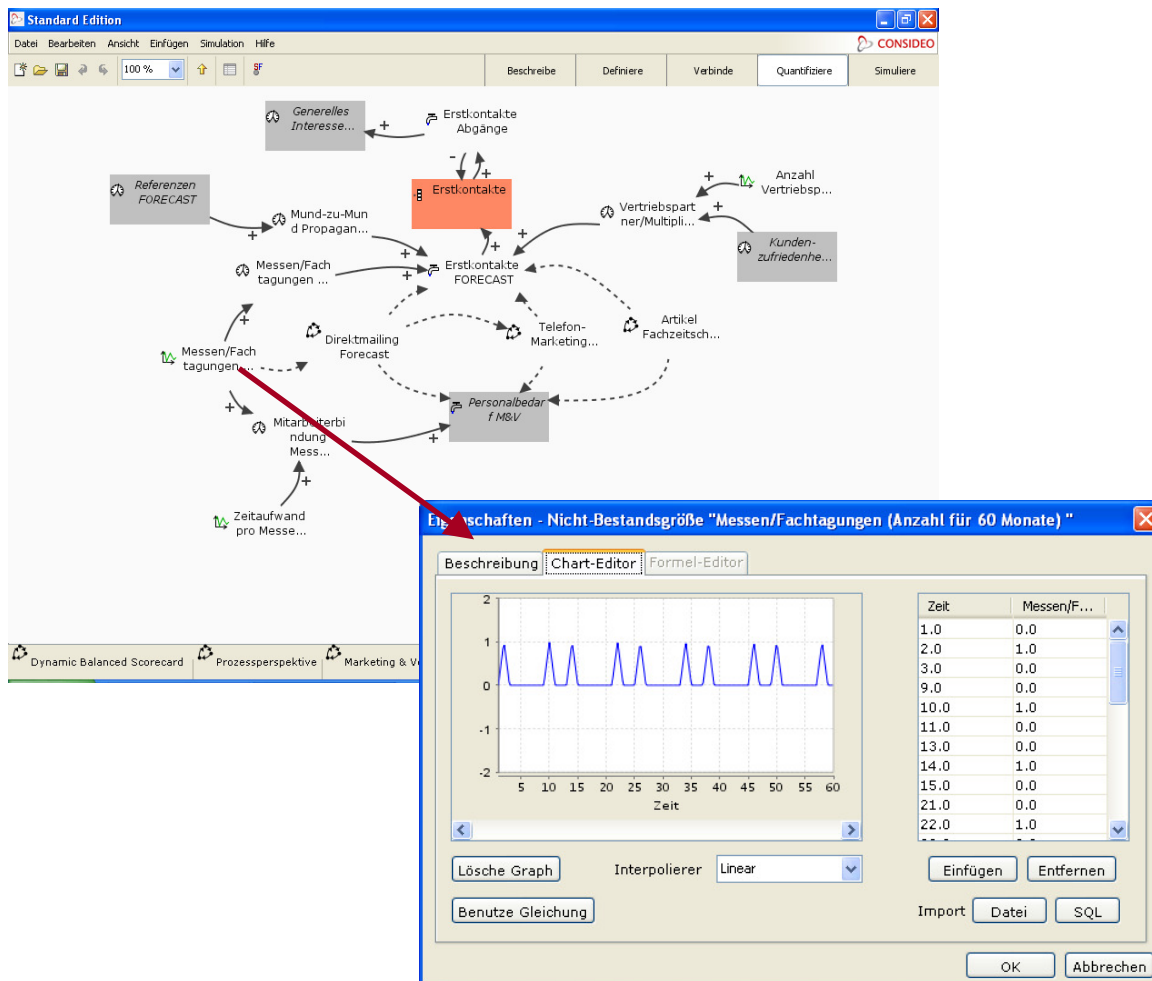 Standard Edition
Datei Bearbeiten Ansicht Einfügen Simulation Hilfe
CONSIDEO
100 %
SF
Beschreibe Definiere Verbinde Quantifiziere Simuliere
Generelles
Interesse...
+
Erstkontakte
Abgänge
-
+
Referenzen
FORECAST
Erstkontakte
+
Anzahl
Vertriebsp...
Mund-zu-Mun
d Propagan...
+
Vertriebspart
ner/Multipli...
+
+
+
Kunden-
zufriedenhe...
+
Messen/Fach
tagungen ...
+
Erstkontakte
FORECAST
+
Direktmailing
Forecast
Telefon-
Marketing...
Artikel
Fachzeitsch...
Messen/Fach
tagungen ...
+
Mitarbeiterbi
ndung
Mess...
+
Personalbedar
f M&V
+
Zeitaufwand
pro Messe...
Dynamic Balanced Scorecard Prozessperspektive Marketing & V
Eigenschaften - Nicht-Bestandsgröße "Messen/Fachtagungen (Anzahl für 60 Monate) "
Beschreibung Chart-Editor Formel-Editor
2
1
0
-1
-2
5 10 15 20 25 30 35 40 45 50 55 60
Zeit
Zeit Messen/F...
1.0 0.0
2.0 1.0
3.0 0.0
9.0 0.0
10.0 1.0
11.0 0.0
13.0 0.0
14.0 1.0
15.0 0.0
21.0 0.0
22.0 1.0
Lösche Graph Interpolierer Linear Einfügen Entfernen
Benutze Gleichung Import Datei SQL
OK Abbrechen